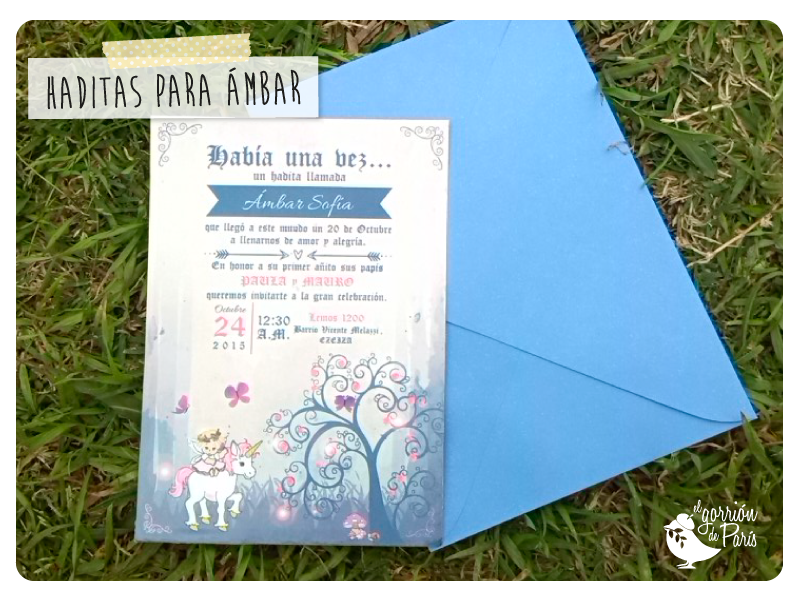 HADITAS PARA ÁMBAR
Había una vez...
un hadita llamada
Ámbar Sofía
que llegó a este mundo un 20 de Octubre
a llenarnos de amor y alegría.
En honor a su primer añito sus papis
PAULA y MAURO
queremos invitarte a la gran celebración.
Octubre
24
2015
12:30
A.M.
Lemos 1200
Barrio Vicente Melazzi,
EZEIZA
el gorrión
de París